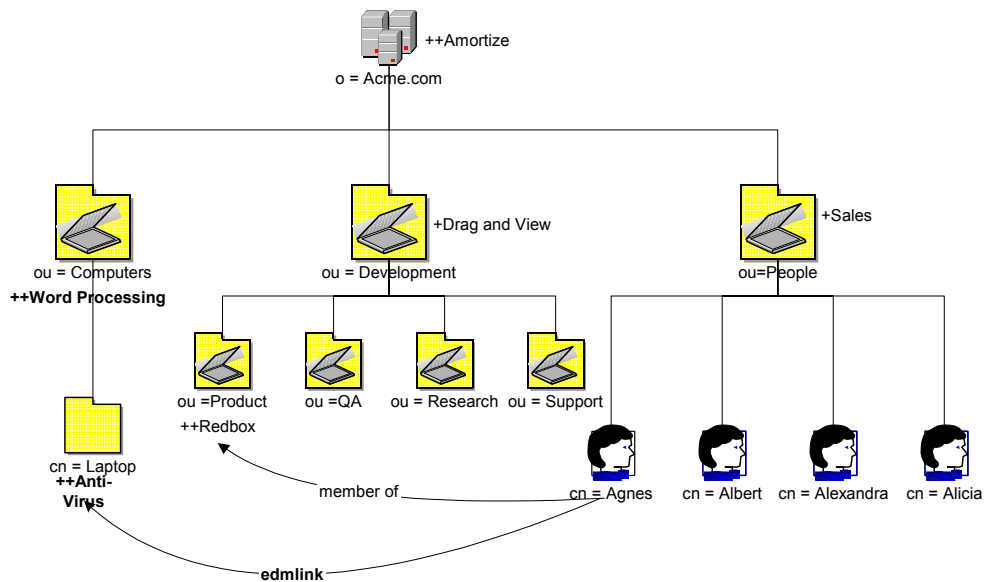 ++Amortize
o = Acme.com
+Drag and View
+Sales
ou = Computers
ou = Development
ou=People
++Word Processing
ou =Product
ou =QA
ou = Research
ou = Support
++Redbox
cn = Laptop
++Anti-
Virus
cn = Agnes
cn = Albert
cn = Alexandra
cn = Alicia
member of
edmlink